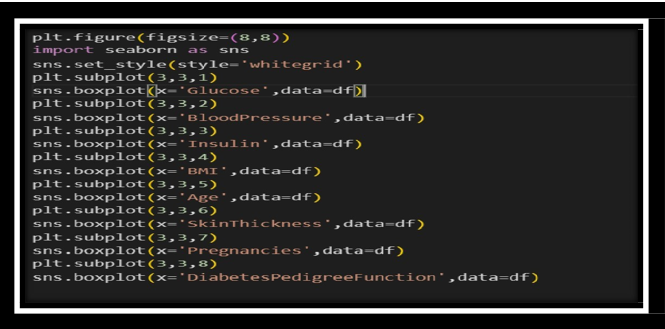 plt.figure(figsize=(8,8))
import seaborn as sns
sns.set_style(style='whitegrid')
plt.subplot(3,3,1)
sns.boxplot(x='Glucose',data=df)
plt.subplot(3,3,2)
sns.boxplot(x='BloodPressure',data=df)
plt.subplot(3,3,3)
sns.boxplot(x='Insulin',data=df)
plt.subplot(3,3,4)
sns.boxplot(x='BMI',data=df)
plt.subplot(3,3,5)
sns.boxplot(x='Age',data=df)
plt.subplot(3,3,6)
sns.boxplot(x='SkinThickness',data=df)
plt.subplot(3,3,7)
sns.boxplot(x='Pregnancies',data=df)
plt.subplot(3,3,8)
sns.boxplot(x='DiabetesPedigreeFunction',data=df)